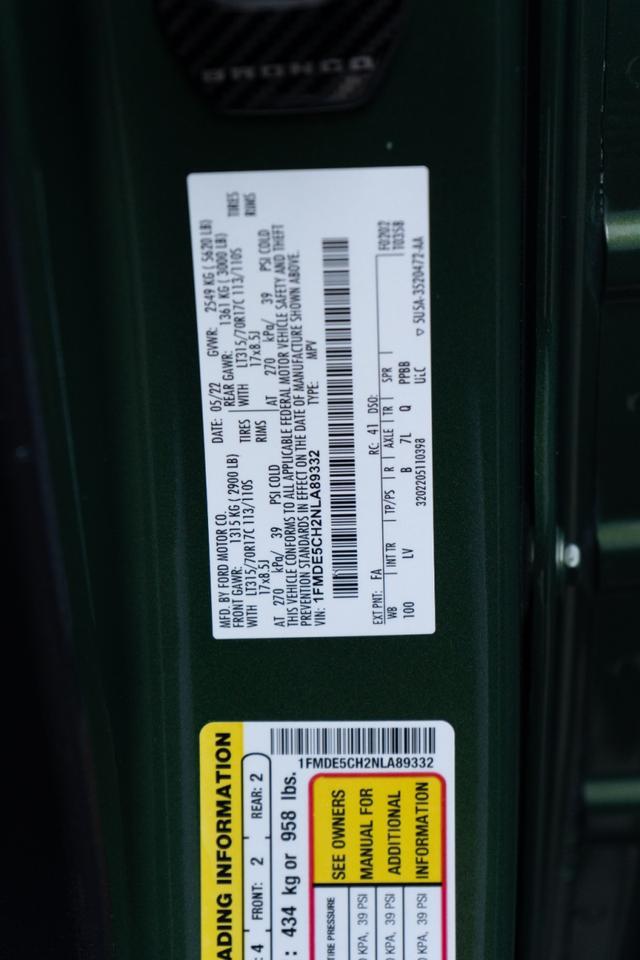 BRONCO
MFD. BY FORD MOTOR CO. DATE: 05/22 GVWR: 2549 KG ( 5620 LB)
FRONT GAWR: 1315 KG ( 2900 LB) REAR GAWR: 1361 KG ( 3000 LB)
WITH LT315/70R17C 113/110S TIRES WITH LT315/70R17C 113/110S TIRES
17x8.5J RIMS 17x8.5J RIMS
AT 270 kPa/ 39 PSI COLD AT 270 kPa/ 39 PSI COLD
THIS VEHICLE CONFORMS TO ALL APPLICABLE FEDERAL MOTOR VEHICLE SAFETY AND THEFT
PREVENTION STANDARDS IN EFFECT ON THE DATE OF MANUFACTURE SHOWN ABOVE.
VIN: 1FMDE5CH2NLA89332 TYPE: MPV
EXT PNT: FA RC: 41 DSO: F0202
WB INT TR TP/PS R AXLE TR SPR T0358
100 LV B 7L Q PPBB
UIC ▽ 5U5A-3520472-AA
3202205110398
ADING INFORMATION
: 4 FRONT: 2 REAR: 2
: 434 kg or 958 lbs.
1FMDE5CH2NLA89332
TIRE PRESSURE SEE OWNERS
KPA, 39 PSI MANUAL FOR
KPA, 39 PSI ADDITIONAL
KPA, 39 PSI INFORMATION